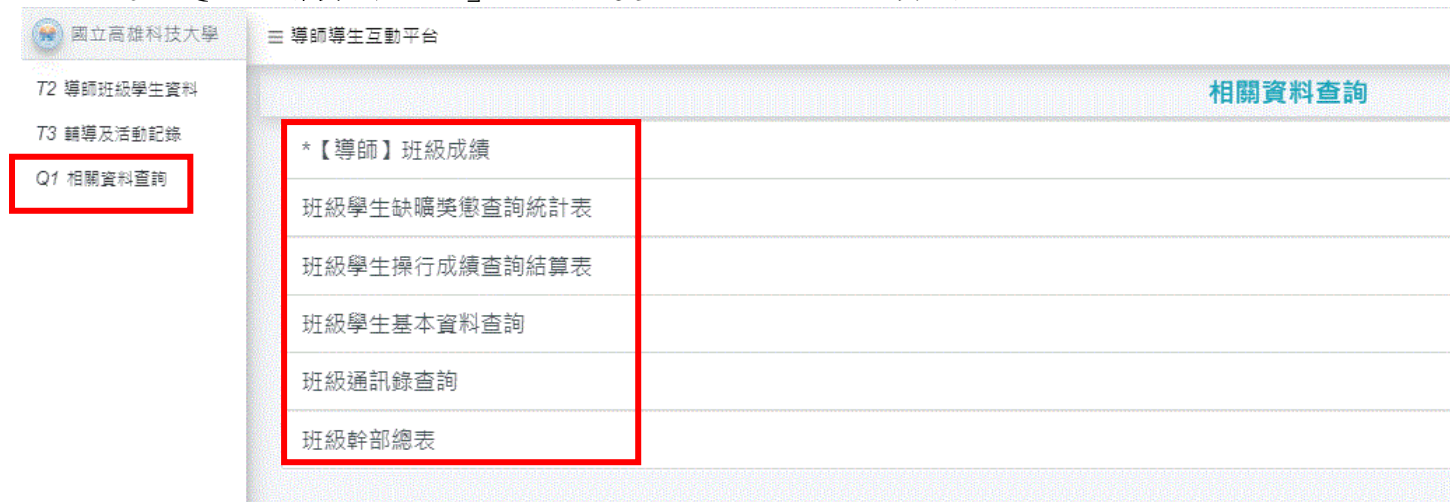 國立高雄科技大學
☰ 導師導生互動平台
T2 導師班級學生資料
T3 輔導及活動記錄
Q1 相關資料查詢
相關資料查詢
*【導師】班級成績
班級學生缺曠獎懲查詢統計表
班級學生操行成績查詢結算表
班級學生基本資料查詢
班級通訊錄查詢
班級幹部總表